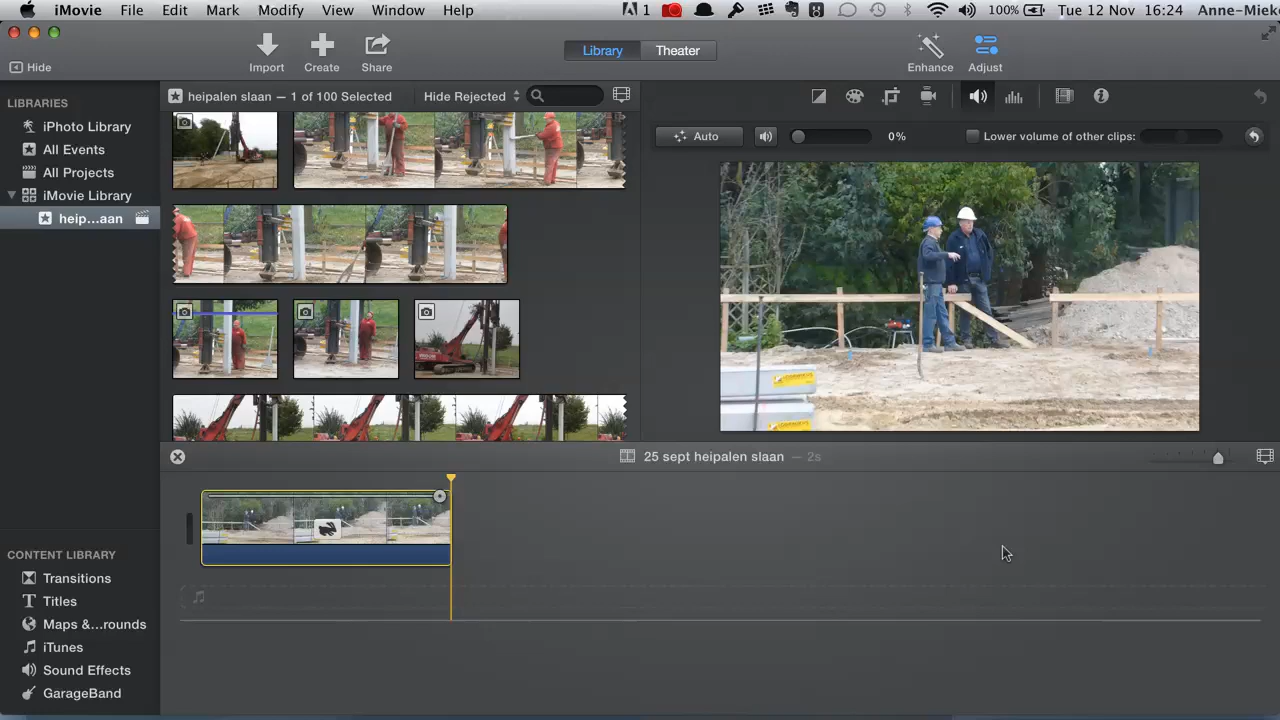 iMovie File Edit Mark Modify View Window Help 1 8 100% Tue 12 Nov 16:24 Anne-Miek
Hide Import Create Share Library Theater Enhance Adjust
LIBRARIES
iPhoto Library
All Events
All Projects
iMovie Library
heip...aan
heipalen slaan — 1 of 100 Selected Hide Rejected
Auto 0% Lower volume of other clips:
25 sept heipalen slaan — 2s
CONTENT LIBRARY
Transitions
Titles
Maps &...rounds
iTunes
Sound Effects
GarageBand